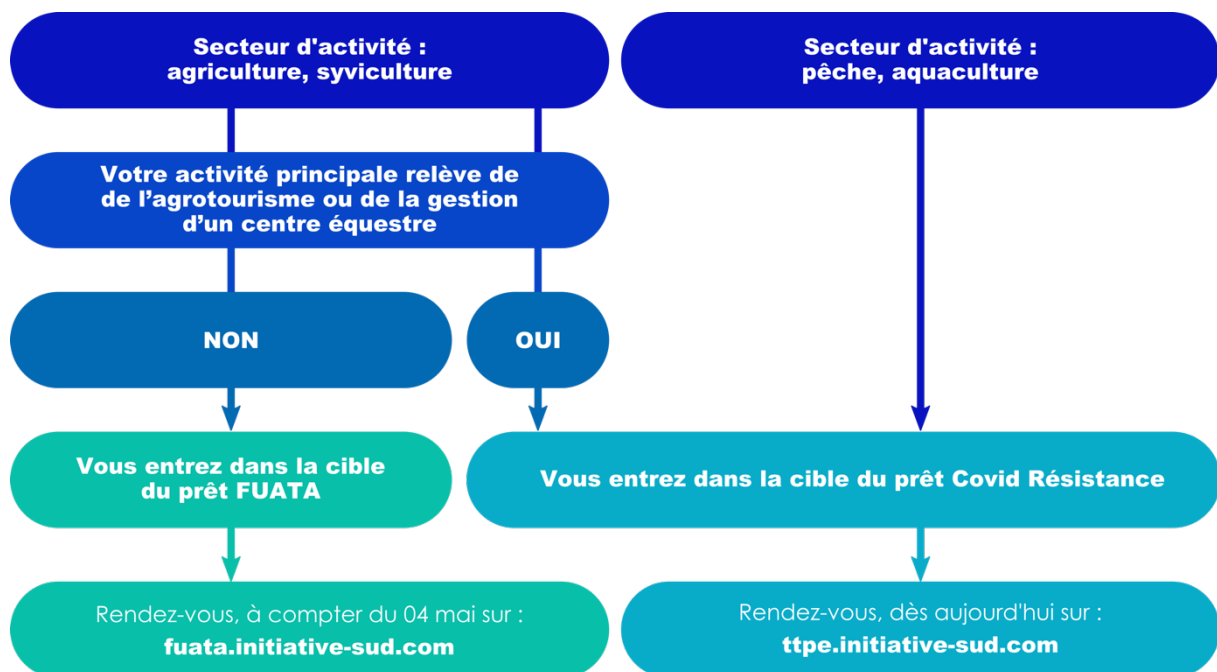 Secteur d'activité :
agriculture, syviculture
Secteur d'activité :
pêche, aquaculture
Votre activité principale relève de
de l’agrotourisme ou de la gestion
d’un centre équestre
NON
OUI
Vous entrez dans la cible
du prêt FUATA
Vous entrez dans la cible du prêt Covid Résistance
Rendez-vous, à compter du 04 mai sur :
fuata.initiative-sud.com
Rendez-vous, dès aujourd'hui sur :
ttpe.initiative-sud.com